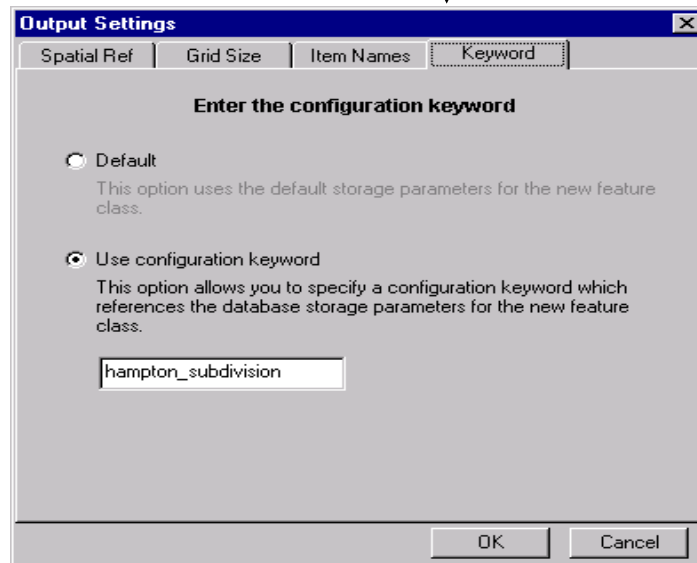 Output Settings
Spatial Ref
Grid Size
Item Names
Keyword
Enter the configuration keyword
Default
This option uses the default storage parameters for the new feature
class.
Use configuration keyword
This option allows you to specify a configuration keyword which
references the database storage parameters for the new feature
class.
hampton_subdivision
OK
Cancel